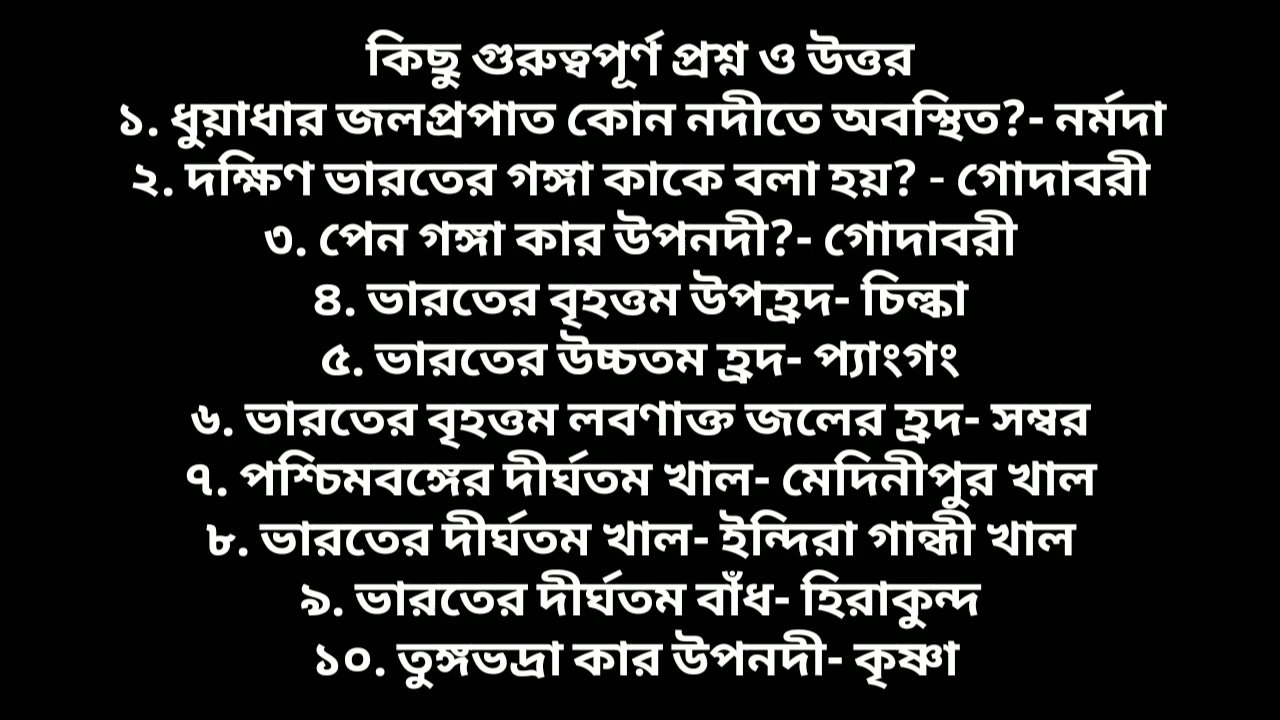 কিছু গুরুত্বপূর্ণ প্রশ্ন ও উত্তর
১. ধুয়াধার জলপ্রপাত কোন নদীতে অবস্থিত?- নর্মদা
২. দক্ষিণ ভারতের গঙ্গা কাকে বলা হয়? - গোদাবরী
৩. পেন গঙ্গা কার উপনদী?- গোদাবরী
৪. ভারতের বৃহত্তম উপহ্রদ- চিল্কা
৫. ভারতের উচ্চতম হ্রদ- প্যাংগং
৬. ভারতের বৃহত্তম লবণাক্ত জলের হ্রদ- সম্বর
৭. পশ্চিমবঙ্গের দীর্ঘতম খাল- মেদিনীপুর খাল
৮. ভারতের দীর্ঘতম খাল- ইন্দিরা গান্ধী খাল
৯. ভারতের দীর্ঘতম বাঁধ- হিরাকুন্দ
১০. তুঙ্গভদ্রা কার উপনদী- কৃষ্ণা